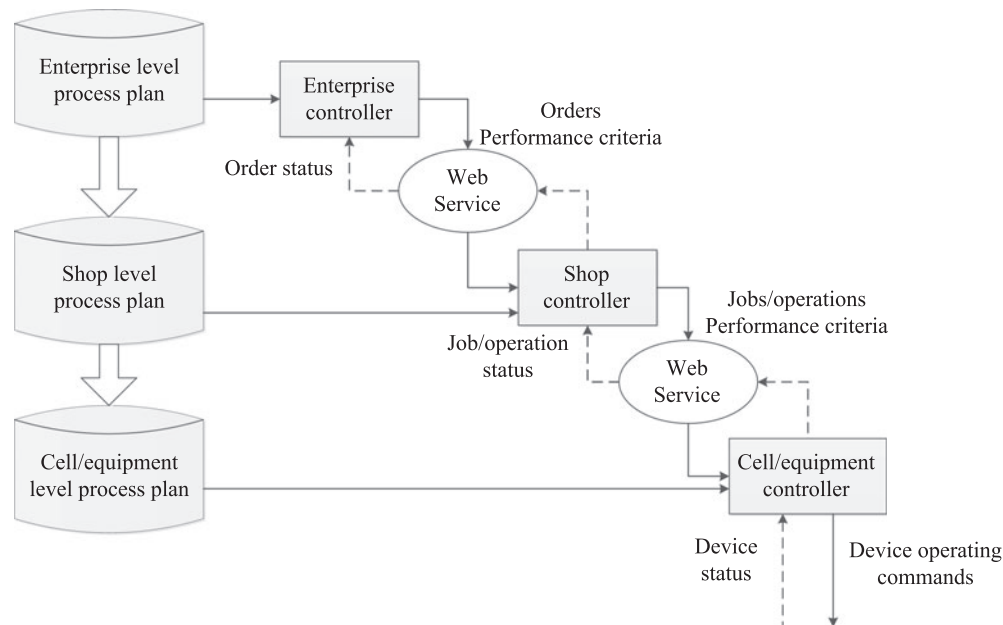 Enterprise level
process plan
Enterprise
controller
Orders
Performance criteria
Order status
Web
Service
Shop level
process plan
Shop
controller
Jobs/operations
Performance criteria
Job/operation
status
Web
Service
Cell/equipment
level process plan
Cell/equipment
controller
Device
status
Device operating
commands